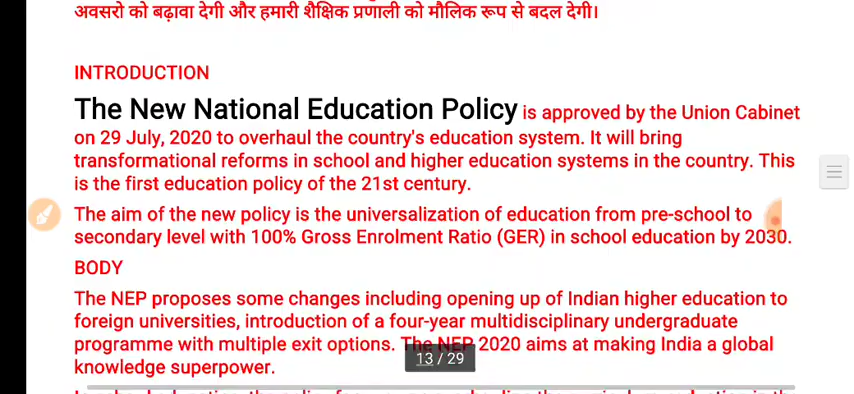 अवसरो को बढ़ावा देगी और हमारी शैक्षिक प्रणाली को मौलिक रूप से बदल देगी।
INTRODUCTION
The New National Education Policy is approved by the Union Cabinet
on 29 July, 2020 to overhaul the country's education system. It will bring
transformational reforms in school and higher education systems in the country. This
is the first education policy of the 21st century.
The aim of the new policy is the universalization of education from pre-school to
secondary level with 100% Gross Enrolment Ratio (GER) in school education by 2030.
BODY
The NEP proposes some changes including opening up of Indian higher education to
foreign universities, introduction of a four-year multidisciplinary undergraduate
programme with multiple exit options. The NEP 2020 aims at making India a global
13 / 29
knowledge superpower.